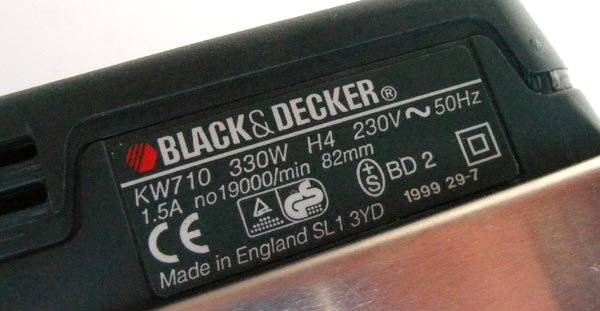 BLACK&DECKER®
KW710 330W H4 230V~50Hz
1.5A no19000/min 82mm
CE S BD 2
1999 29-7
Made in England SL1 3YD